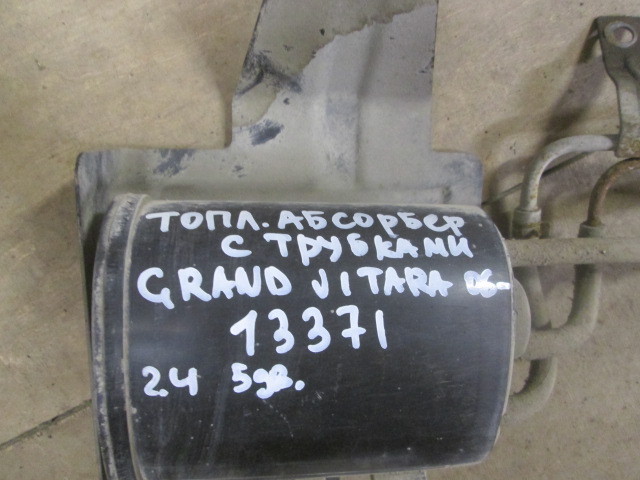 ТОПЛ. АБСОРБЕР
С ТРУБКАМИ
GRAND VITARA 06-
13371
2.4 5дв.